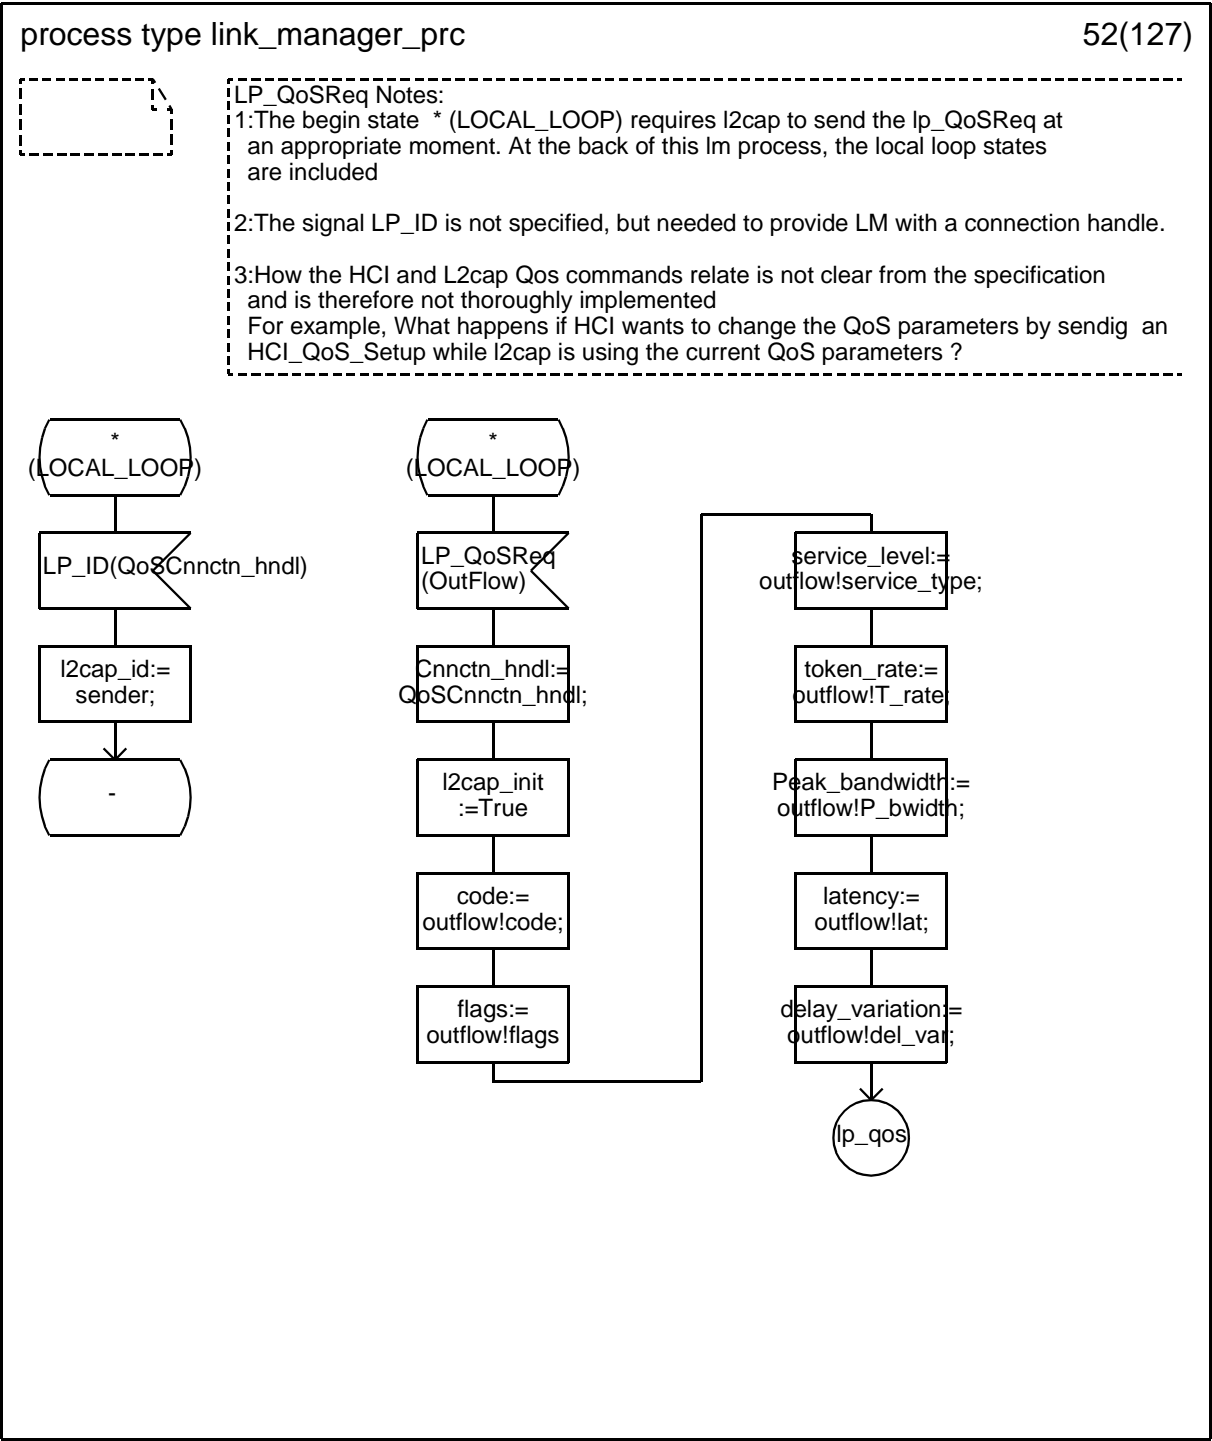 process type link_manager_prc
52(127)
LP_QoSReq Notes:
1:The begin state  * (LOCAL_LOOP) requires l2cap to send the lp_QoSReq at
an appropriate moment. At the back of this lm process, the local loop states
are included
2:The signal LP_ID is not specified, but needed to provide LM with a connection handle.
3:How the HCI and L2cap Qos commands relate is not clear from the specification
and is therefore not thoroughly implemented
For example, What happens if HCI wants to change the QoS parameters by sendig  an
HCI_QoS_Setup while l2cap is using the current QoS parameters ?
*
(LOCAL_LOOP)
LP_ID(QoSCnnctn_hndl)
l2cap_id:=
sender;
-
*
(LOCAL_LOOP)
LP_QoSReq
(OutFlow)
Cnnctn_hndl:=
QoSCnnctn_hndl;
l2cap_init
:=True
code:=
outflow!code;
flags:=
outflow!flags
service_level:=
outflow!service_type;
token_rate:=
outflow!T_rate;
Peak_bandwidth:=
outflow!P_bwidth;
latency:=
outflow!lat;
delay_variation:=
outflow!del_var;
lp_qos